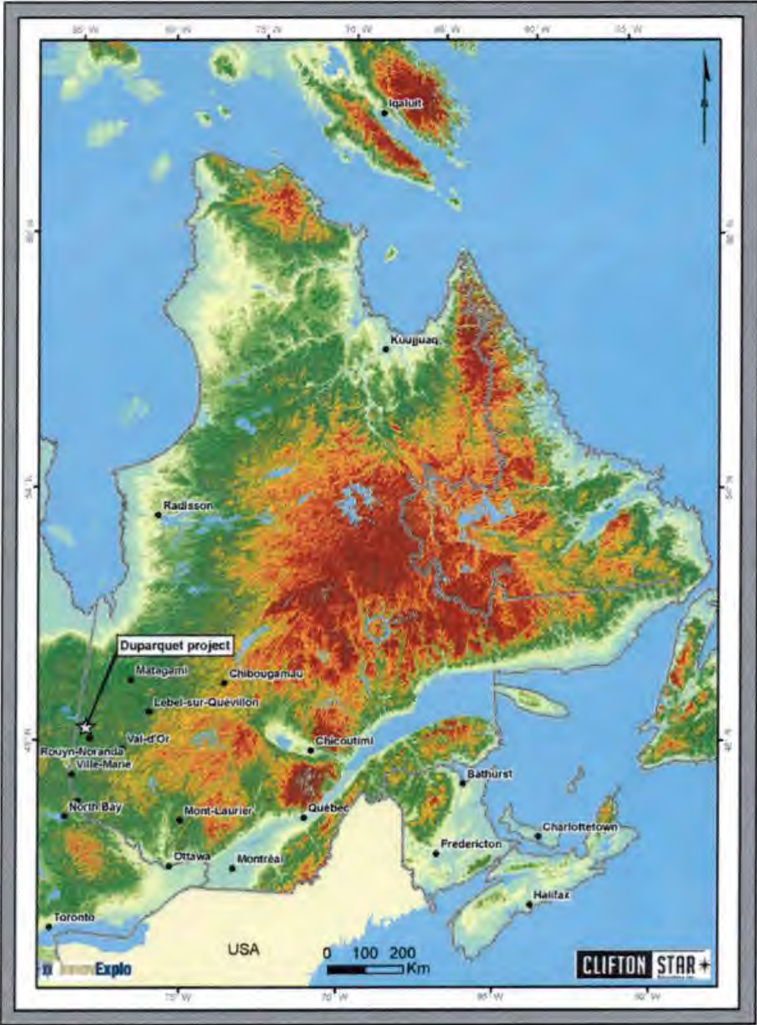 Iqaluit
Kuujjuaq
Radisson
Duparquet project
Matagami
Chibougamau
Lebel-sur-Quévillon
Val-d'Or
Rouyn-Noranda
Chicoutimi
Ville-Marie
Bathurst
North Bay
Mont-Laurier
Québec
Charlottetown
Fredericton
Ottawa
Montréal
Halifax
Toronto
USA
0 100 200
Km
InnovExplo
CLIFTON STAR
75° W
70° W